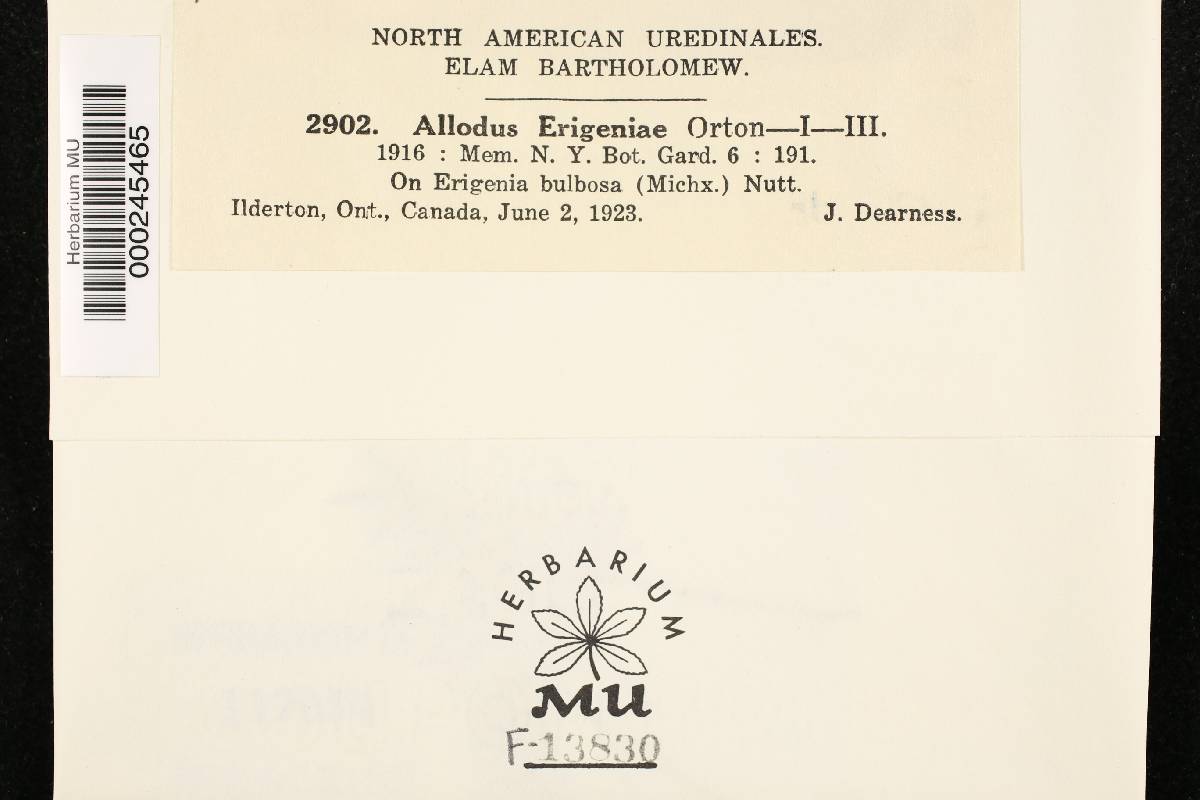 NORTH AMERICAN UREDINALES.
ELAM BARTHOLOMEW.
2902. Allodus Erigeniae Orton—I—III.
1916 : Mem. N. Y. Bot. Gard. 6 : 191.
On Erigenia bulbosa (Michx.) Nutt.
Ilderton, Ont., Canada, June 2, 1923. J. Dearness.
Herbarium MU
000245465
HERBARIUM
MU
F-13830